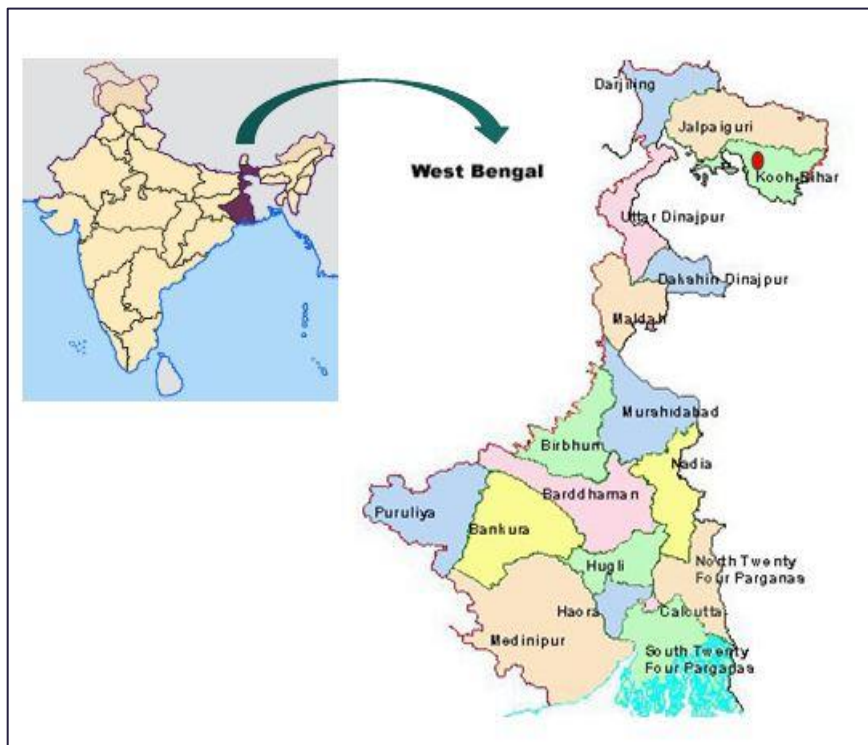 Darjiling
Jalpaiguri
West Bengal
Kooh-Bihar
Uttar Dinajpur
Dakshin Dinajpur
Maldah
Murshidabad
Birbhum
Nadia
Barddhaman
Puruliya
Bankura
North Twenty
Four Parganas
Hugli
Haora
Calcutta
Medinipur
South Twenty
Four Parganas